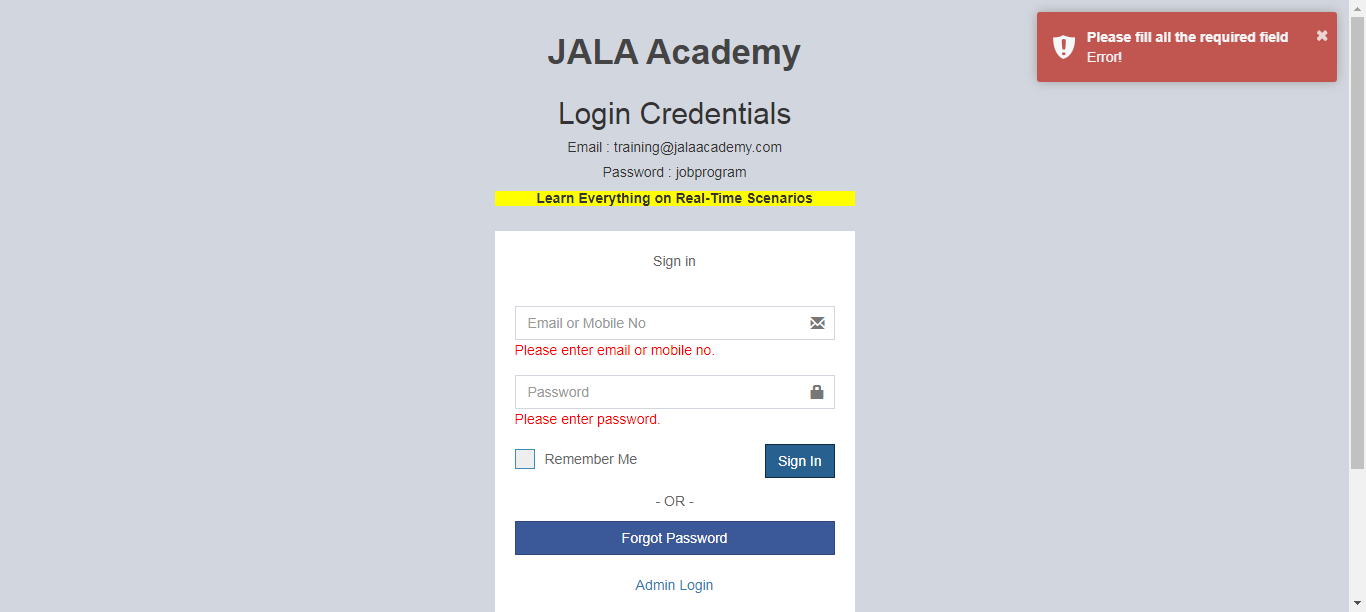 JALA Academy
Please fill all the required field
Error!
Login Credentials
Email : training@jalaacademy.com
Password : jobprogram
Learn Everything on Real-Time Scenarios
Sign in
Email or Mobile No
Please enter email or mobile no.
Password
Please enter password.
Remember Me
Sign In
- OR -
Forgot Password
Admin Login